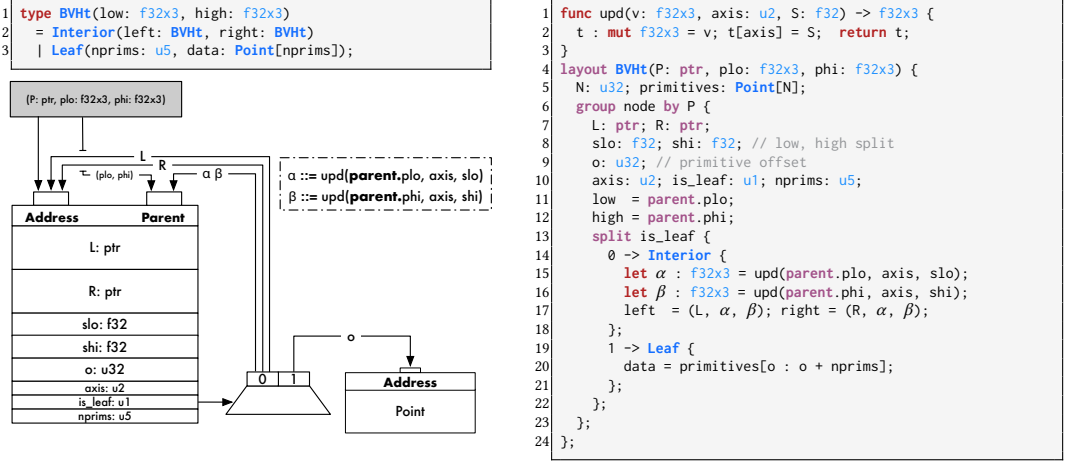 1 type BVHt(low: f32x3, high: f32x3)
2 = Interior(left: BVHt, right: BVHt)
3 | Leaf(nprims: u5, data: Point[nprims]);
(P: ptr, plo: f32x3, phi: f32x3)
L
R
(plo, phi)
α β
α ::= upd(parent.plo, axis, slo)
β ::= upd(parent.phi, axis, shi)
Address Parent
L: ptr
R: ptr
slo: f32
shi: f32
o: u32
axis: u2
is_leaf: u1
nprims: u5
0 1
o
Address
Point
1 func upd(v: f32x3, axis: u2, S: f32) -> f32x3 {
2 t : mut f32x3 = v; t[axis] = S; return t;
3 }
4 layout BVHt(P: ptr, plo: f32x3, phi: f32x3) {
5 N: u32; primitives: Point[N];
6 group node by P {
7 L: ptr; R: ptr;
8 slo: f32; shi: f32; // low, high split
9 o: u32; // primitive offset
10 axis: u2; is_leaf: u1; nprims: u5;
11 low = parent.plo;
12 high = parent.phi;
13 split is_leaf {
14 0 -> Interior {
15 let α : f32x3 = upd(parent.plo, axis, slo);
16 let β : f32x3 = upd(parent.phi, axis, shi);
17 left = (L, α, β); right = (R, α, β);
18 };
19 1 -> Leaf {
20 data = primitives[o : o + nprims];
21 };
22 };
23 };
24 };